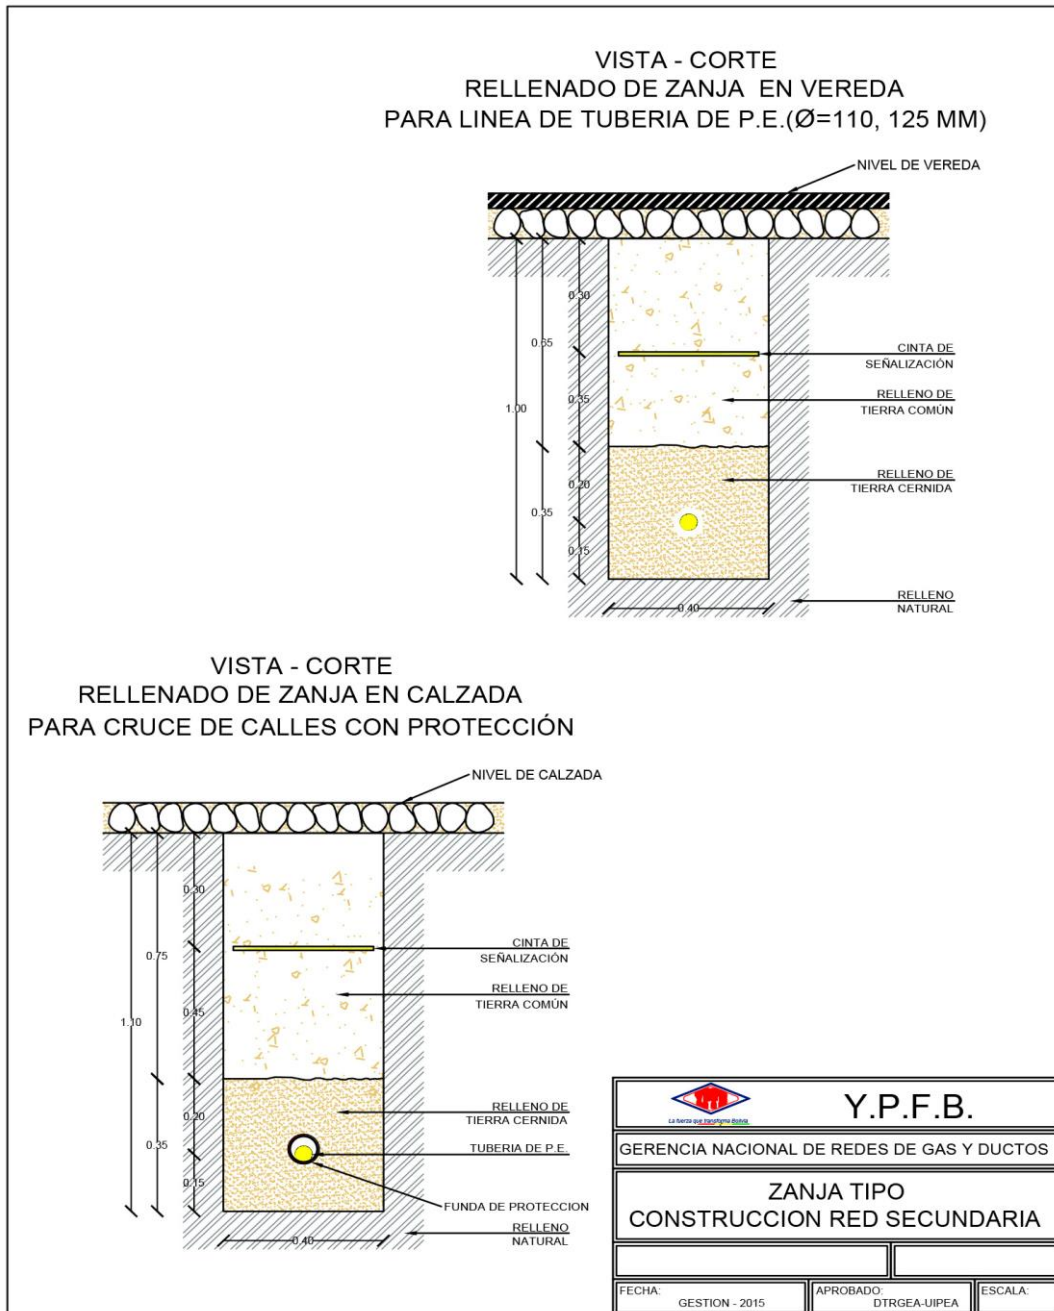 VISTA - CORTE
RELLENADO DE ZANJA EN VEREDA
PARA LINEA DE TUBERIA DE P.E.(Ø=110, 125 MM)
NIVEL DE VEREDA
0.30
0.65
CINTA DE
SEÑALIZACIÓN
RELLENO DE
TIERRA COMÚN
0.35
1.00
RELLENO DE
TIERRA CERNIDA
0.20
0.35
0.15
RELLENO
NATURAL
0.40
VISTA - CORTE
RELLENADO DE ZANJA EN CALZADA
PARA CRUCE DE CALLES CON PROTECCIÓN
NIVEL DE CALZADA
0.30
CINTA DE
SEÑALIZACIÓN
0.75
RELLENO DE
TIERRA COMÚN
0.45
1.10
RELLENO DE
TIERRA CERNIDA
0.20
0.35
TUBERIA DE P.E.
0.15
FUNDA DE PROTECCION
RELLENO
NATURAL
0.40
La fuerza que transforma Bolivia
Y.P.F.B.
GERENCIA NACIONAL DE REDES DE GAS Y DUCTOS
ZANJA TIPO
CONSTRUCCION RED SECUNDARIA
FECHA:
GESTION - 2015
APROBADO:
DTRGEA-UIPEA
ESCALA: